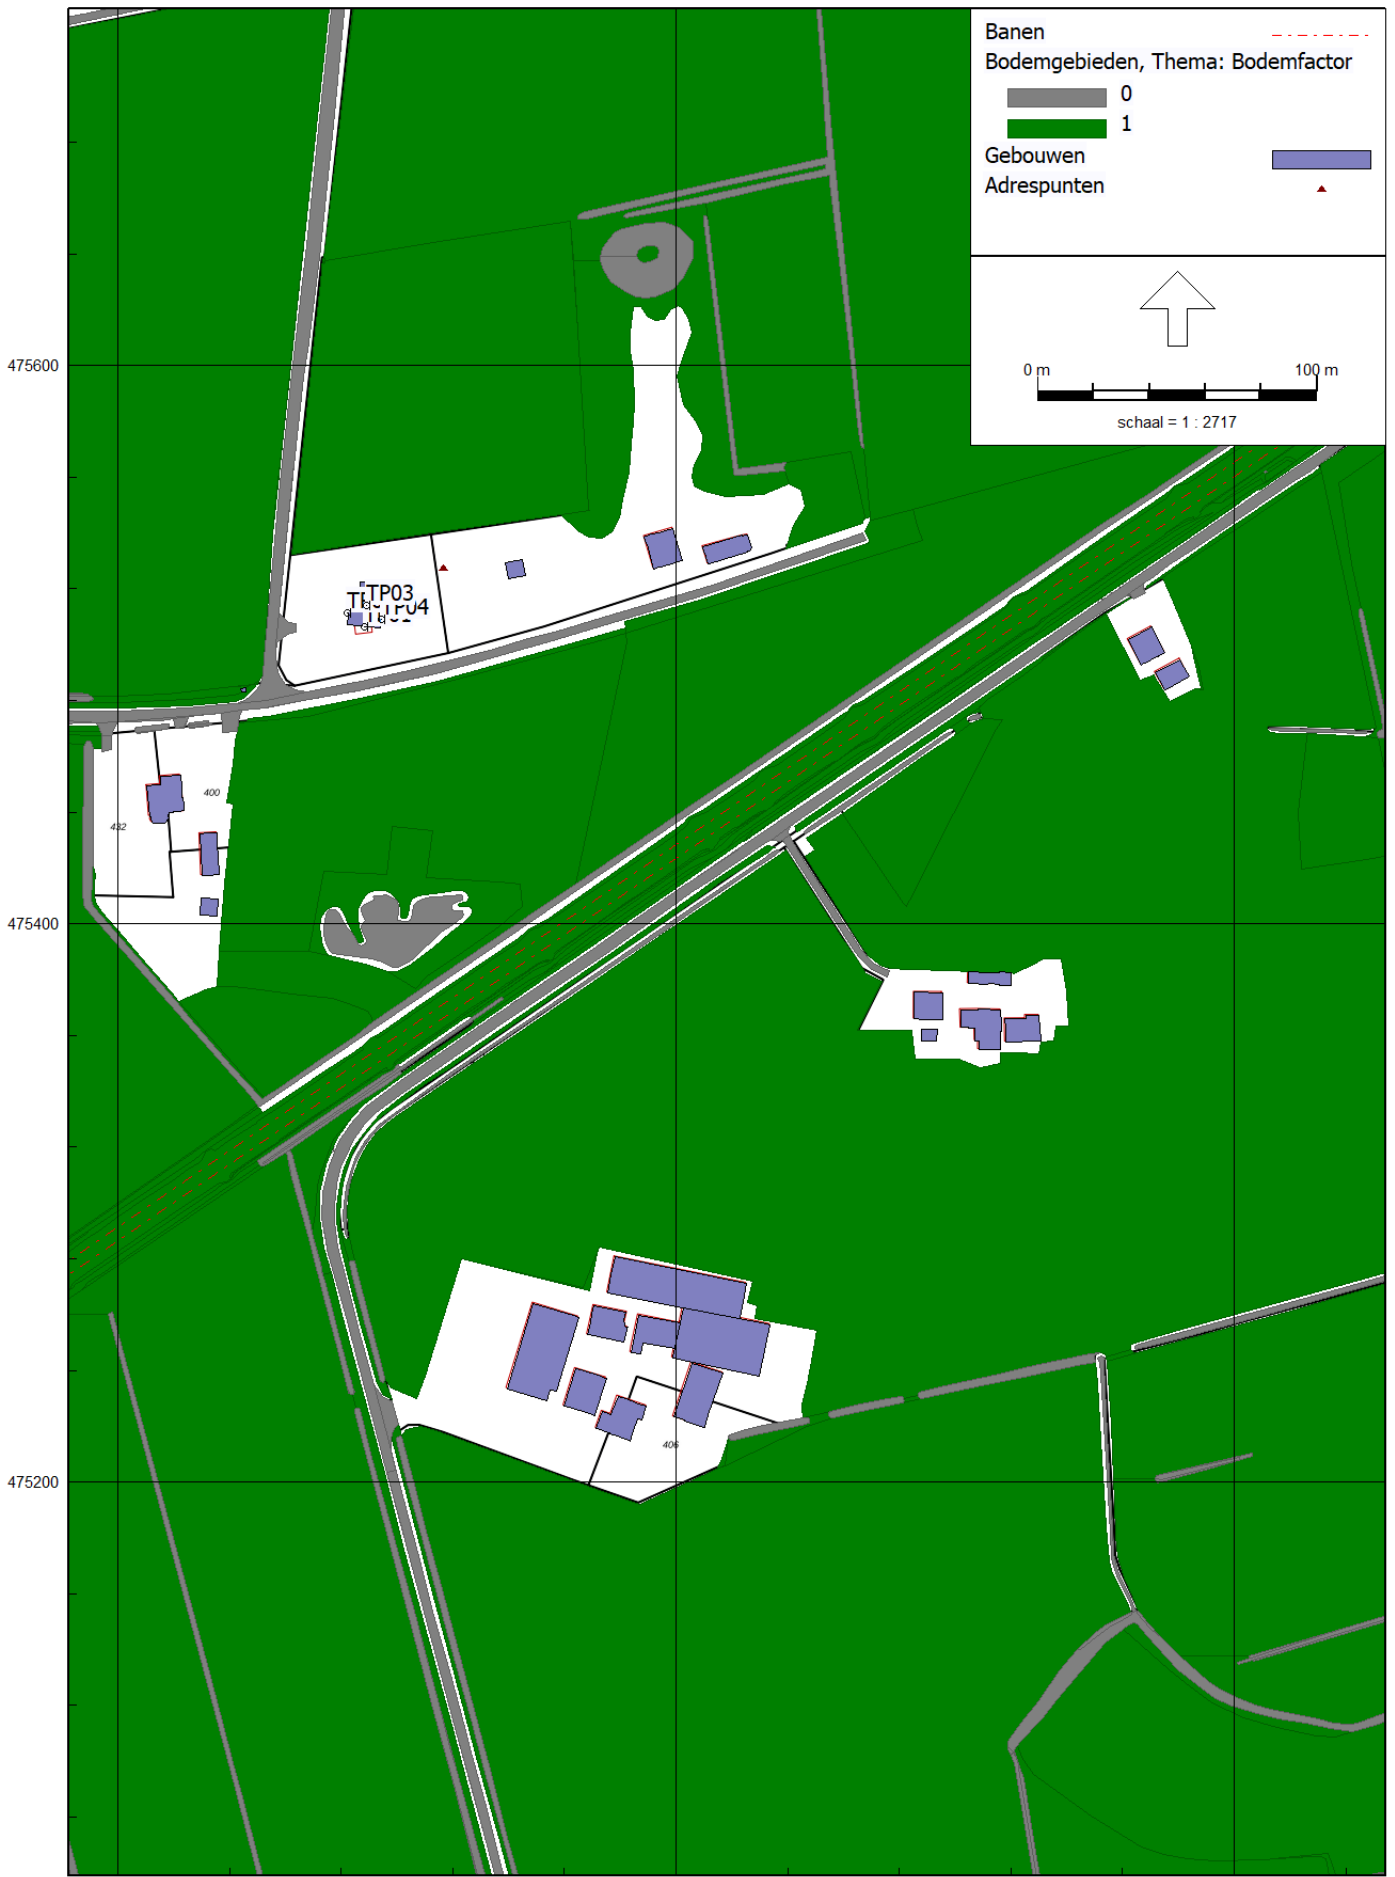 Banen
Bodemgebieden, Thema: Bodemfactor
0
1
Gebouwen
Adrespunten
0 m 100 m
schaal = 1 : 2717
475600
TP03
TP04
400
432
475400
406
475200